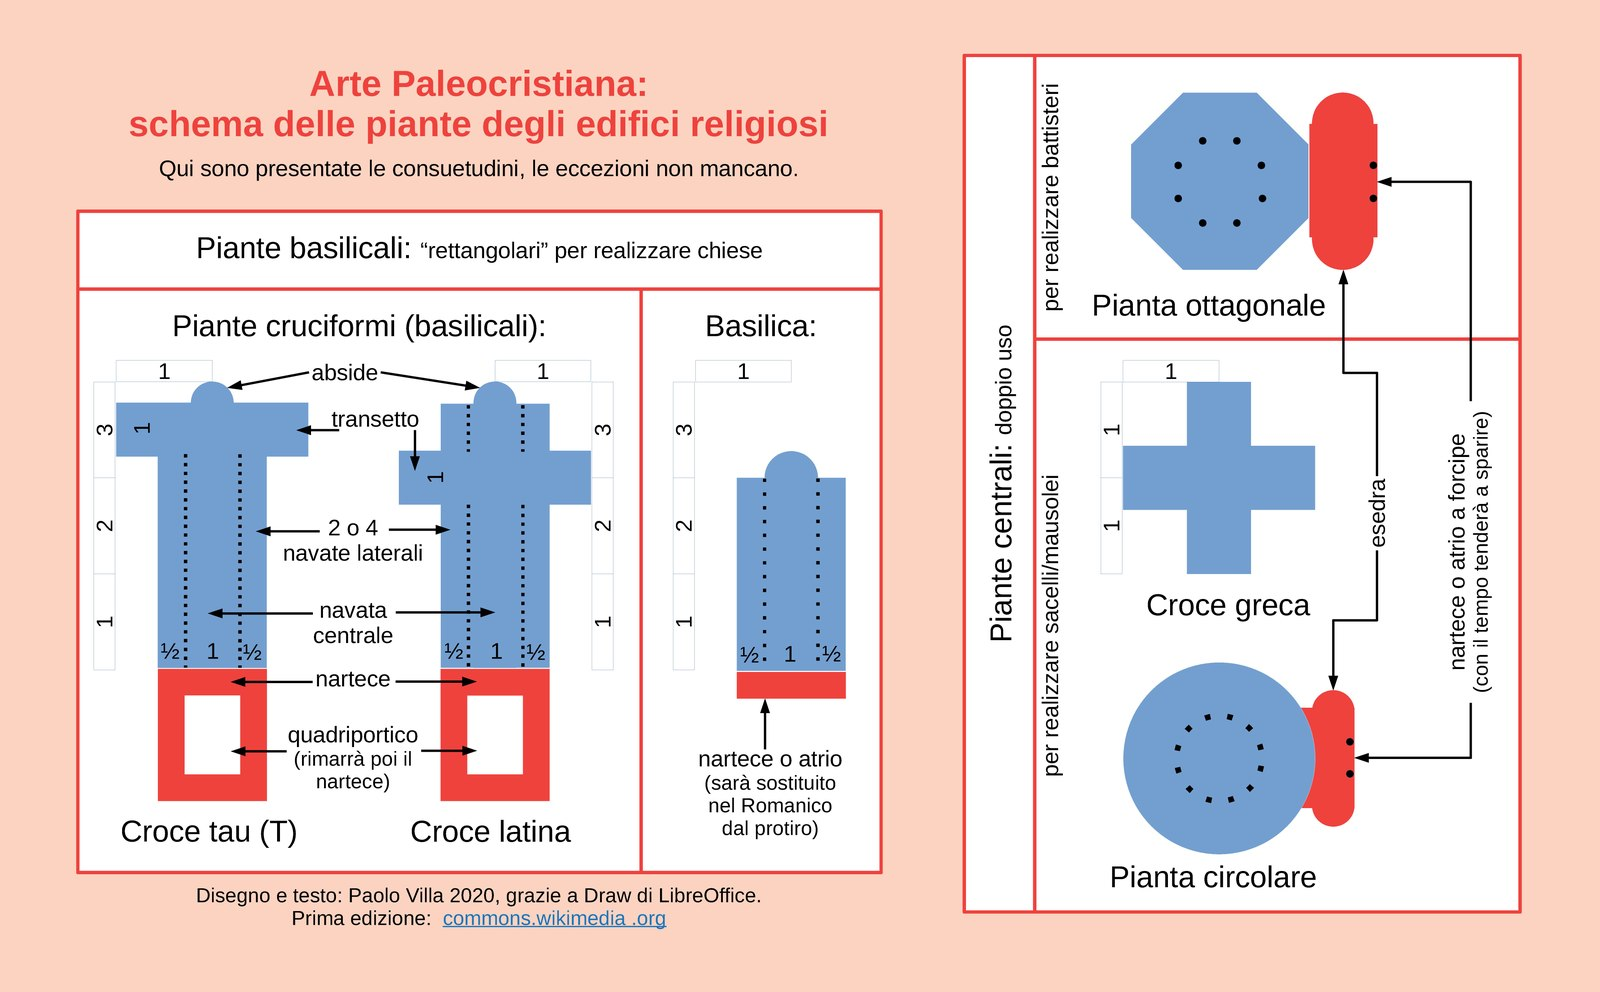 Arte Paleocristiana:
schema delle piante degli edifici religiosi
Qui sono presentate le consuetudini, le eccezioni non mancano.
Piante basilicali: “rettangolari” per realizzare chiese
Piante cruciformi (basilicali):
1
1
3
2
1
1
abside
transetto
1
3
2
1
2 o 4
navate laterali
navata
centrale
½ 1 ½
½ 1 ½
nartece
quadriportico
(rimarrà poi il
nartece)
Croce tau (T)
Croce latina
Basilica:
1
3
2
1
½ 1 ½
nartece o atrio
(sarà sostituito
nel Romanico
dal protiro)
Disegno e testo: Paolo Villa 2020, grazie a Draw di LibreOffice.
Prima edizione: commons.wikimedia .org
Piante centrali: doppio uso
per realizzare battisteri
Pianta ottagonale
per realizzare sacelli/mausolei
1
1
1
Croce greca
Pianta circolare
esedra
nartece o atrio a forcipe
(con il tempo tenderà a sparire)